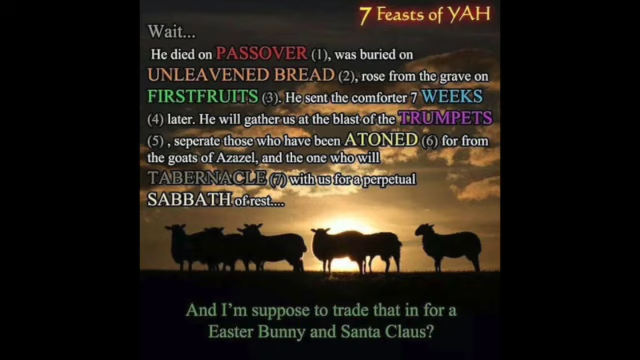 7 Feasts of YAH
Wait...
He died on PASSOVER (1), was buried on
UNLEAVENED BREAD (2), rose from the grave on
FIRSTFRUITS (3). He sent the comforter 7 WEEKS
(4) later. He will gather us at the blast of the TRUMPETS
(5) , seperate those who have been ATONED (6) for from
the goats of Azazel, and the one who will
TABERNACLE (7) with us for a perpetual
SABBATH of rest....
And I'm suppose to trade that in for a
Easter Bunny and Santa Claus?